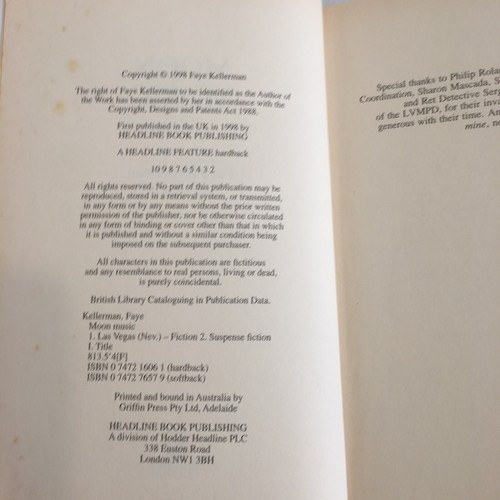 Copyright © 1998 Faye Kellerman
The right of Faye Kellerman to be identified as the Author of
the Work has been asserted by her in accordance with the
Copyright, Designs and Patents Act 1988.
First published in the UK in 1998 by
HEADLINE BOOK PUBLISHING
A HEADLINE FEATURE hardback
10 9 8 7 6 5 4 3 2
All rights reserved. No part of this publication may be
reproduced, stored in a retrieval system, or transmitted,
in any form or by any means without the prior written
permission of the publisher, nor be otherwise circulated
in any form of binding or cover other than that in which
it is published and without a similar condition being
imposed on the subsequent purchaser.
All characters in this publication are fictitious
and any resemblance to real persons, living or dead,
is purely coincidental.
British Library Cataloguing in Publication Data.
Kellerman, Faye
Moon music
1. Las Vegas (Nev.) – Fiction 2. Suspense fiction
I. Title
813.5'4[F]
ISBN 0 7472 1606 1 (hardback)
ISBN 0 7472 7657 9 (softback)
Printed and bound in Australia by
Griffin Press Pty Ltd, Adelaide
HEADLINE BOOK PUBLISHING
A division of Hodder Headline PLC
338 Euston Road
London NW1 3BH
Special thanks to Philip Rolan
Coordination, Sharon Mascada, S
and Ret Detective Serg
of the LVMPD, for their inv
generous with their time. An
mine, n